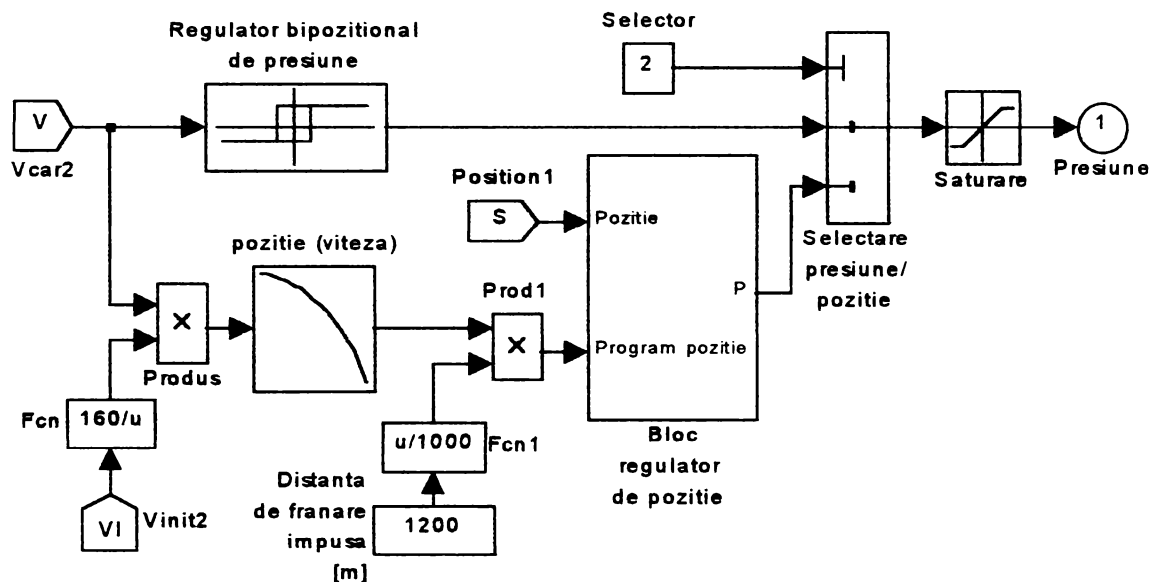 Regulator bipozitional
de presiune
Selector
2
V
Vcar2
1
Presiune
Saturare
Position1
S
Pozitie
Selectare
presiune/
pozitie
pozitie (viteza)
P
Prod1
X
Program pozitie
X
Produs
Fcn
160/u
u/1000
Fcn1
Bloc
regulator
de pozitie
VI
Vinit2
Distanta
de franare
impusa
[m]
1200